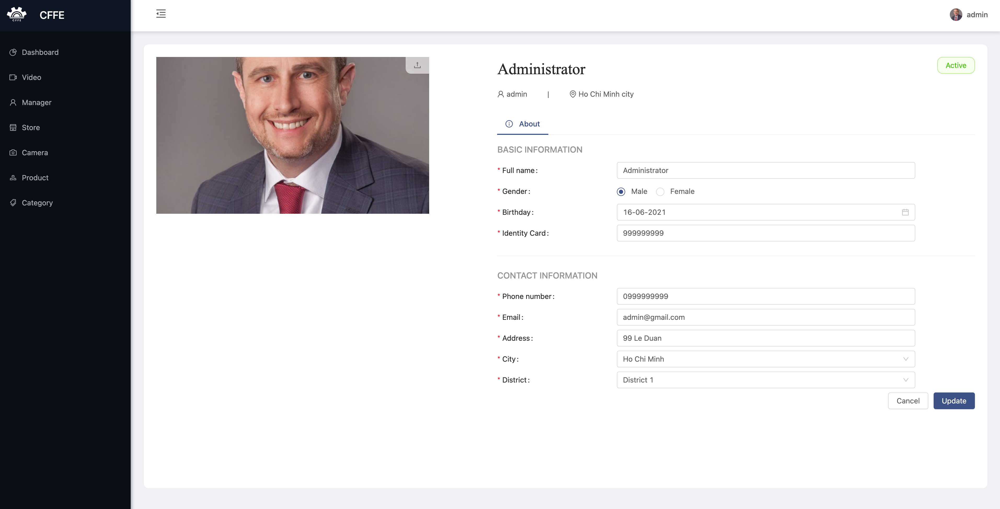 CFFE
CFFE
admin
Dashboard
Video
Manager
Store
Camera
Product
Category
Administrator
Active
admin | Ho Chi Minh city
About
BASIC INFORMATION
* Full name: Administrator
* Gender: Male Female
* Birthday: 16-06-2021
* Identity Card: 999999999
CONTACT INFORMATION
* Phone number: 0999999999
* Email: admin@gmail.com
* Address: 99 Le Duan
* City: Ho Chi Minh
* District: District 1
Cancel Update